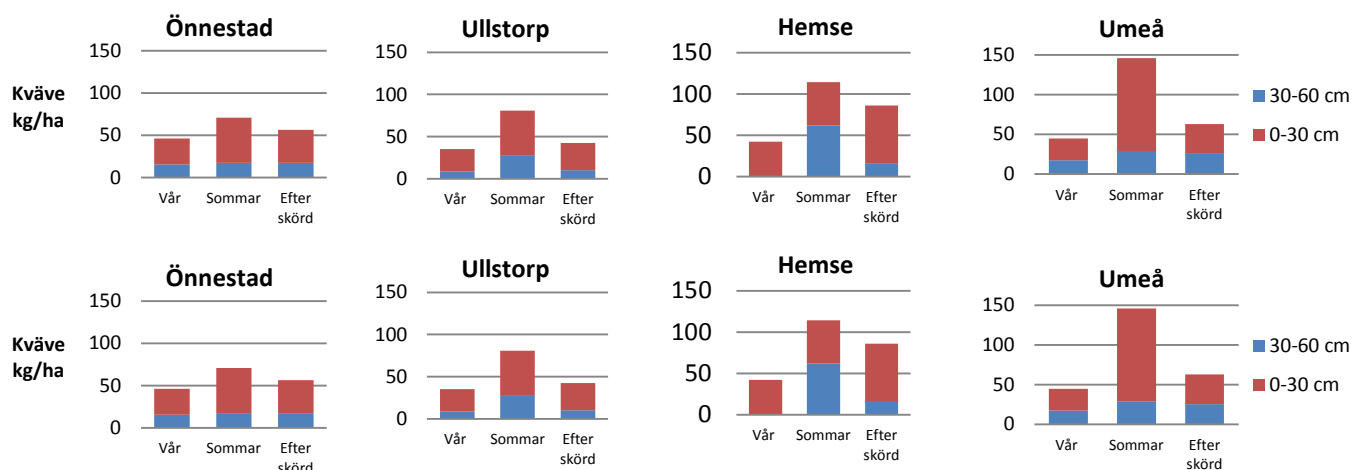 Önnestad
Ullstorp
Hemse
Umeå
Kväve
kg/ha
150
100
50
0
Vår Sommar Efter
skörd
150
100
50
0
Vår Sommar Efter
skörd
150
100
50
0
Vår Sommar Efter
skörd
150
100
50
0
Vår Sommar Efter
skörd
30-60 cm
0-30 cm
Önnestad
Ullstorp
Hemse
Umeå
Kväve
kg/ha
150
100
50
0
Vår Sommar Efter
skörd
150
100
50
0
Vår Sommar Efter
skörd
150
100
50
0
Vår Sommar Efter
skörd
150
100
50
0
Vår Sommar Efter
skörd
30-60 cm
0-30 cm